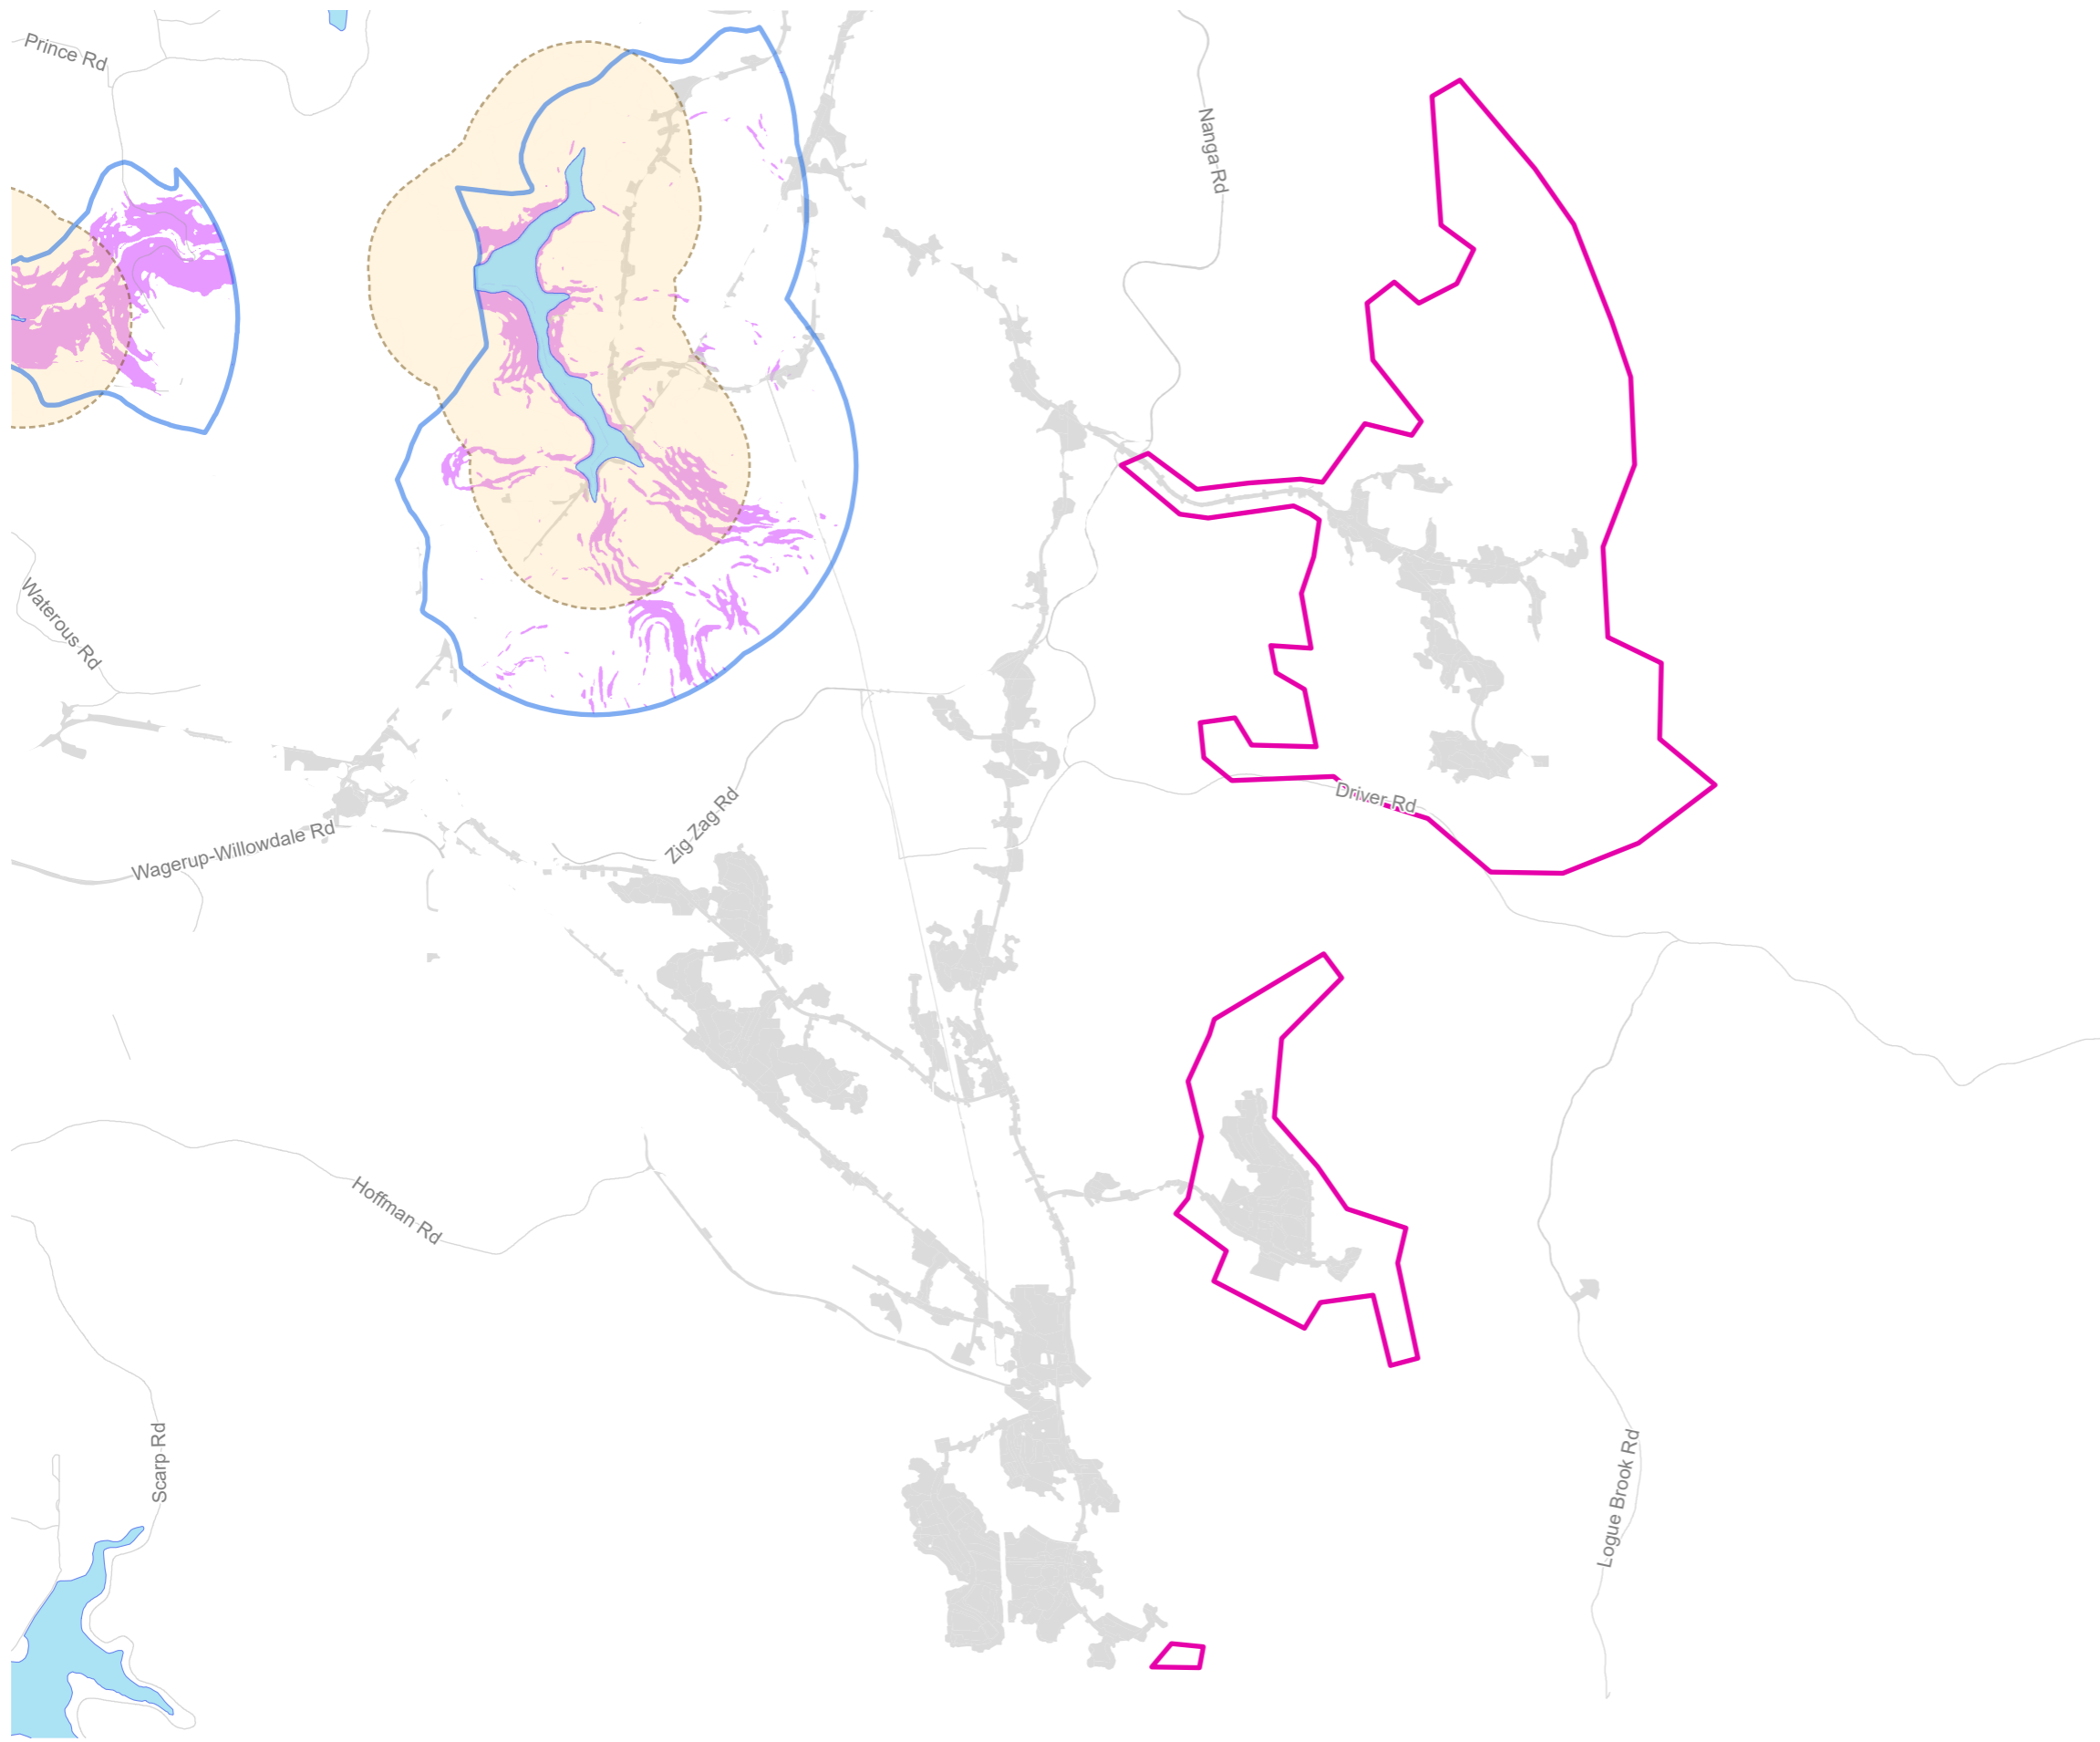 Prince Rd
Nanga Rd
Waterous Rd
Driver Rd
Zig Zag Rd
Wagerup-Willowdale Rd
Hoffman Rd
Scarp Rd
Logue Brook Rd